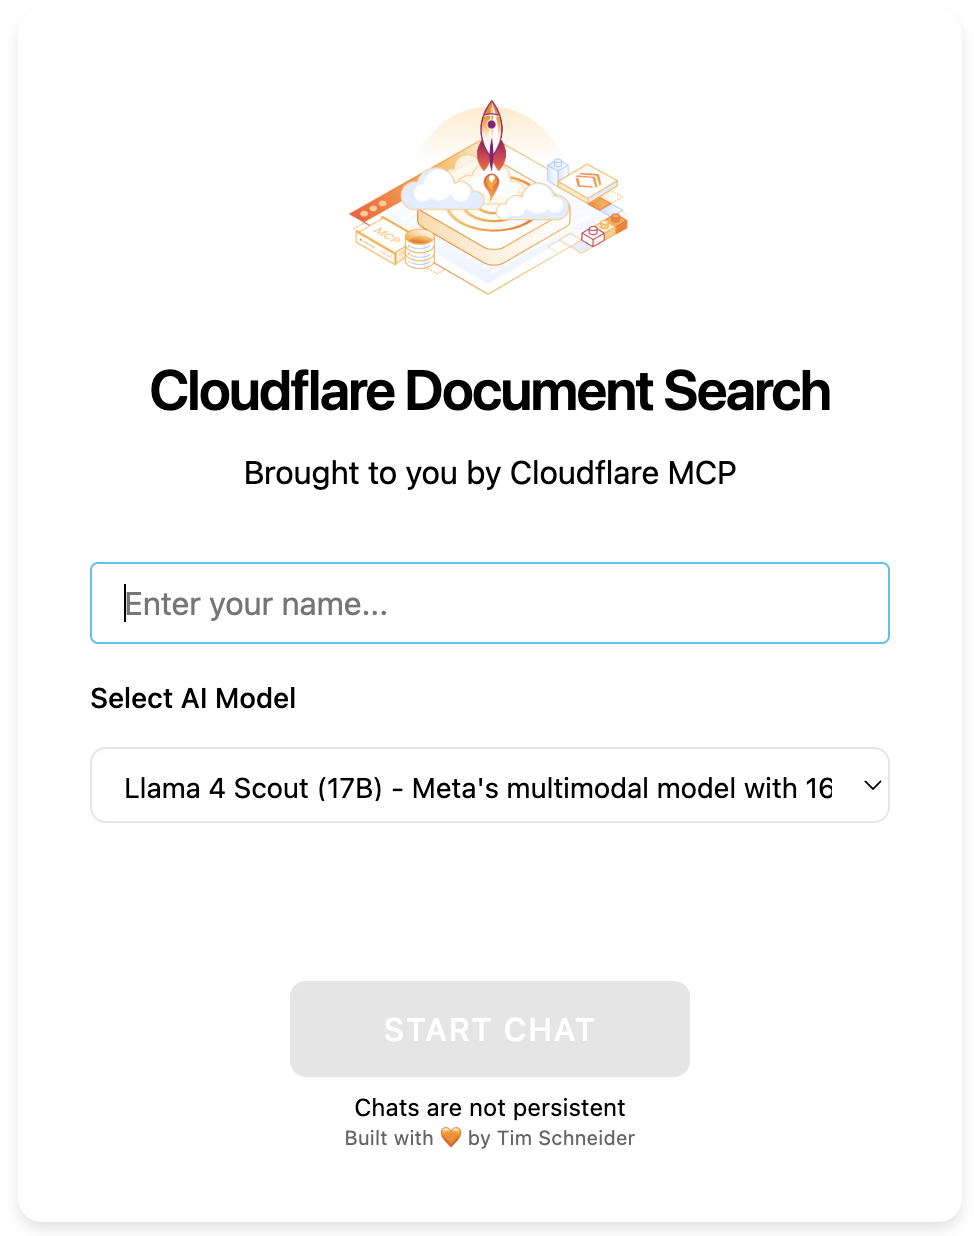 MCP
Cloudflare Document Search
Brought to you by Cloudflare MCP
Enter your name...
Select AI Model
Llama 4 Scout (17B) - Meta's multimodal model with 16
START CHAT
Chats are not persistent
Built with 🧡 by Tim Schneider